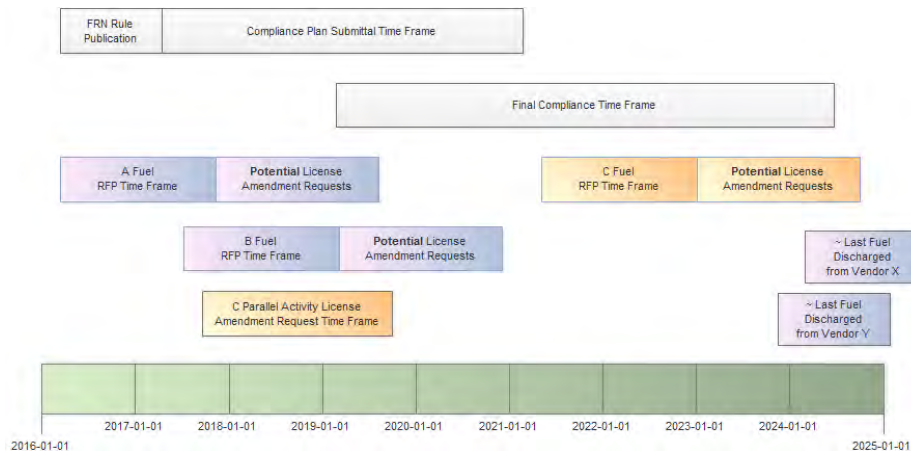 FRN Rule
Publication
Compliance Plan Submittal Time Frame
Final Compliance Time Frame
A Fuel
RFP Time Frame
Potential License
Amendment Requests
C Fuel
RFP Time Frame
Potential License
Amendment Requests
B Fuel
RFP Time Frame
Potential License
Amendment Requests
~ Last Fuel
Discharged
from Vendor X
C Parallel Activity License
Amendment Request Time Frame
~ Last Fuel
Discharged
from Vendor Y
2017-01-01
2018-01-01
2019-01-01
2020-01-01
2021-01-01
2022-01-01
2023-01-01
2024-01-01
2016-01-01
2025-01-01